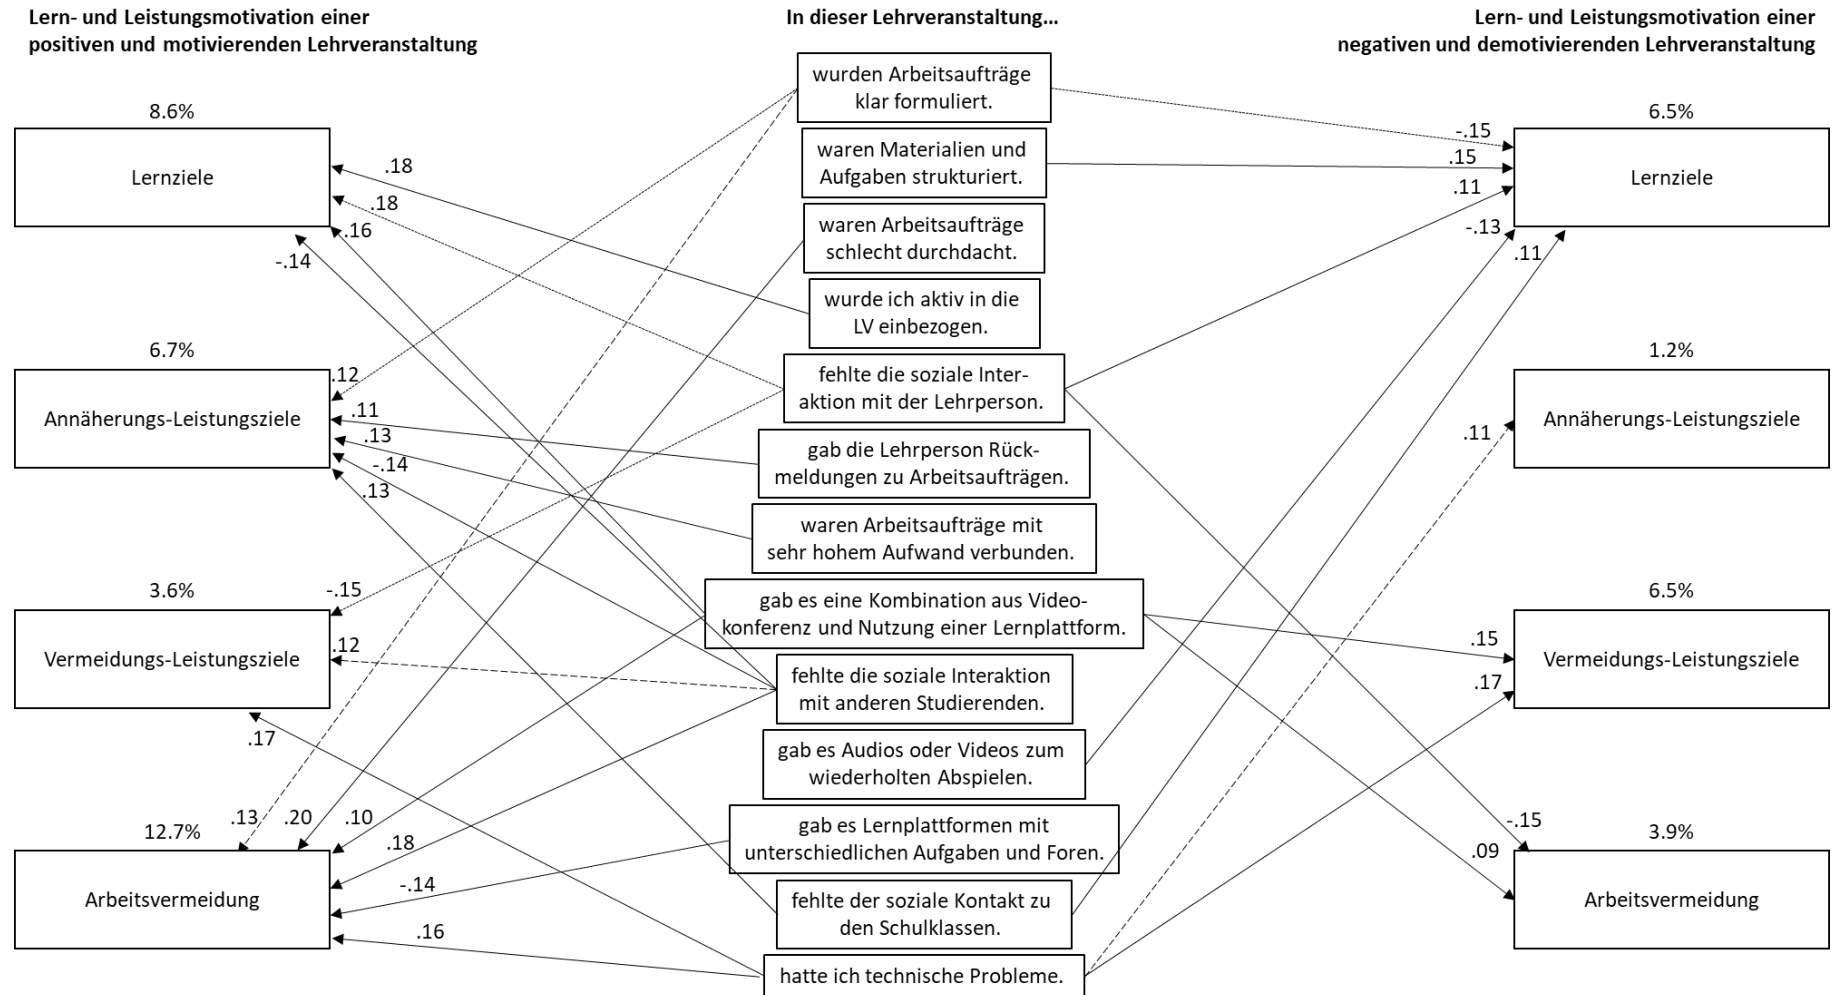 Lern- und Leistungsmotivation einer
positiven und motivierenden Lehrveranstaltung
In dieser Lehrveranstaltung...
Lern- und Leistungsmotivation einer
negativen und demotivierenden Lehrveranstaltung
8.6%
Lernziele
.18
.18
.16
-.14
6.7%
Annäherungs-Leistungsziele
.12
.11
.13
-.14
.13
3.6%
Vermeidungs-Leistungsziele
-.15
.12
.17
12.7%
Arbeitsvermeidung
.13
.20
.10
.18
-.14
.16
wurden Arbeitsaufträge
klar formuliert.
waren Materialien und
Aufgaben strukturiert.
waren Arbeitsaufträge
schlecht durchdacht.
wurde ich aktiv in die
LV einbezogen.
fehlte die soziale Inter-
aktion mit der Lehrperson.
gab die Lehrperson Rück-
meldungen zu Arbeitsaufträgen.
waren Arbeitsaufträge mit
sehr hohem Aufwand verbunden.
gab es eine Kombination aus Video-
konferenz und Nutzung einer Lernplattform.
fehlte die soziale Interaktion
mit anderen Studierenden.
gab es Audios oder Videos zum
wiederholten Abspielen.
gab es Lernplattformen mit
unterschiedlichen Aufgaben und Foren.
fehlte der soziale Kontakt zu
den Schulklassen.
hatte ich technische Probleme.
6.5%
Lernziele
-.15
.15
.11
-.13
.11
1.2%
Annäherungs-Leistungsziele
.11
6.5%
Vermeidungs-Leistungsziele
.15
.17
3.9%
Arbeitsvermeidung
-.15
.09